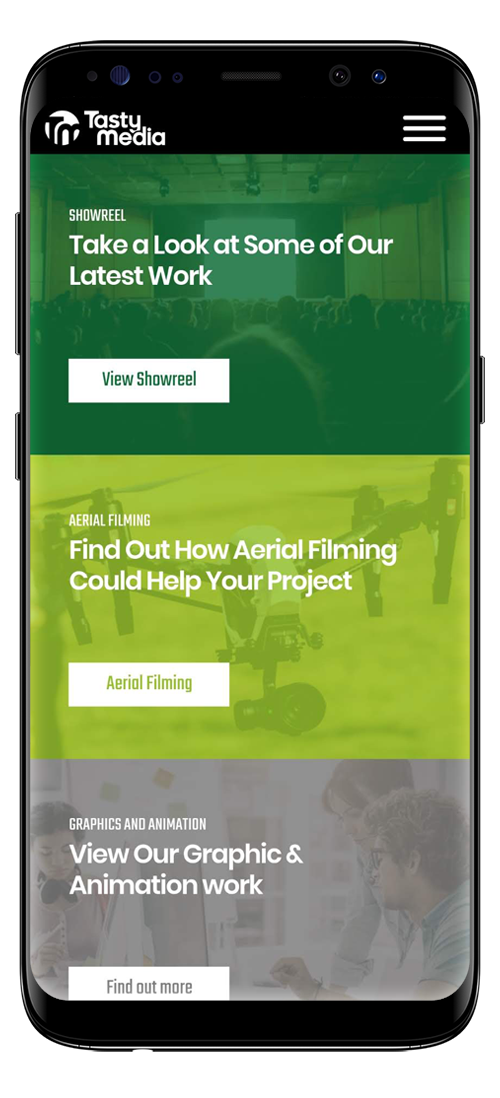 Tasty
media
SHOWREEL
Take a Look at Some of Our
Latest Work
View Showreel
AERIAL FILMING
Find Out How Aerial Filming
Could Help Your Project
Aerial Filming
GRAPHICS AND ANIMATION
View Our Graphic &
Animation work
Find out more